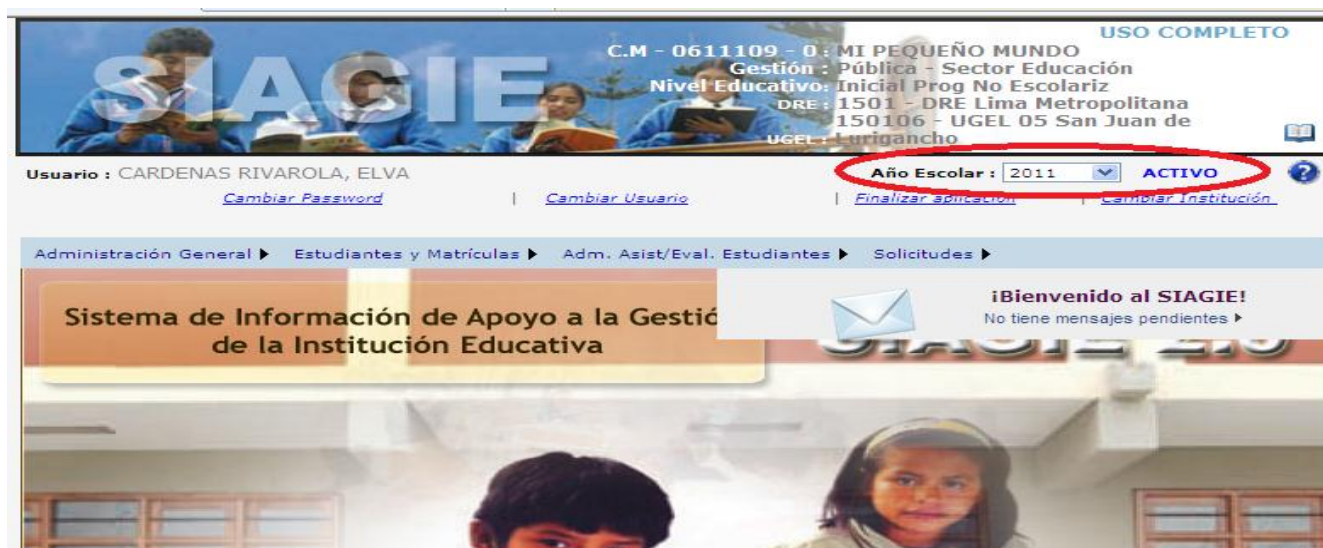 USO COMPLETO
SIAGIE
C.M - 0611109 - 0 : MI PEQUEÑO MUNDO
Gestión : Pública - Sector Educación
Nivel Educativo: Inicial Prog No Escolariz
DRE : 1501 - DRE Lima Metropolitana
150106 - UGEL 05 San Juan de
UGEL : Lurigancho
Usuario : CARDENAS RIVAROLA, ELVA
Año Escolar : 2011 ACTIVO
Cambiar Password | Cambiar Usuario | Finalizar aplicación | Cambiar Institución
Administración General Estudiantes y Matrículas Adm. Asist/Eval. Estudiantes Solicitudes
¡Bienvenido al SIAGIE!
No tiene mensajes pendientes
Sistema de Información de Apoyo a la Gestió
de la Institución Educativa
SIAGIE 2.0